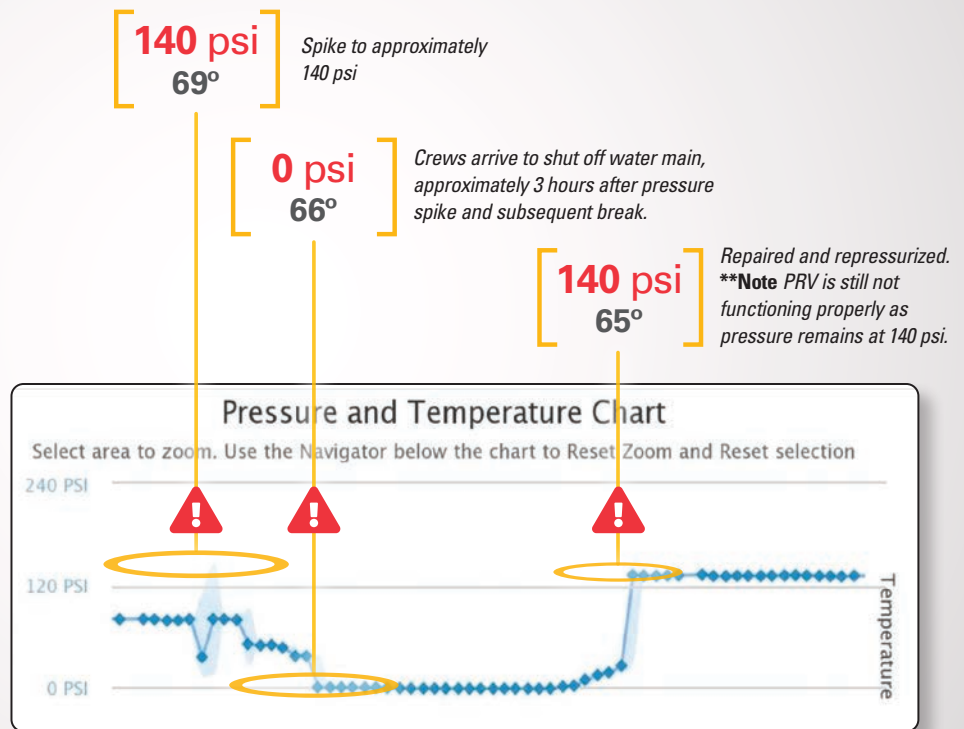 140 psi
69º
Spike to approximately
140 psi
0 psi
66º
Crews arrive to shut off water main,
approximately 3 hours after pressure
spike and subsequent break.
140 psi
65º
Repaired and repressurized.
**Note PRV is still not
functioning properly as
pressure remains at 140 psi.
Pressure and Temperature Chart
Select area to zoom. Use the Navigator below the chart to Reset Zoom and Reset selection
240 PSI
!
!
!
120 PSI
0 PSI
Temperature